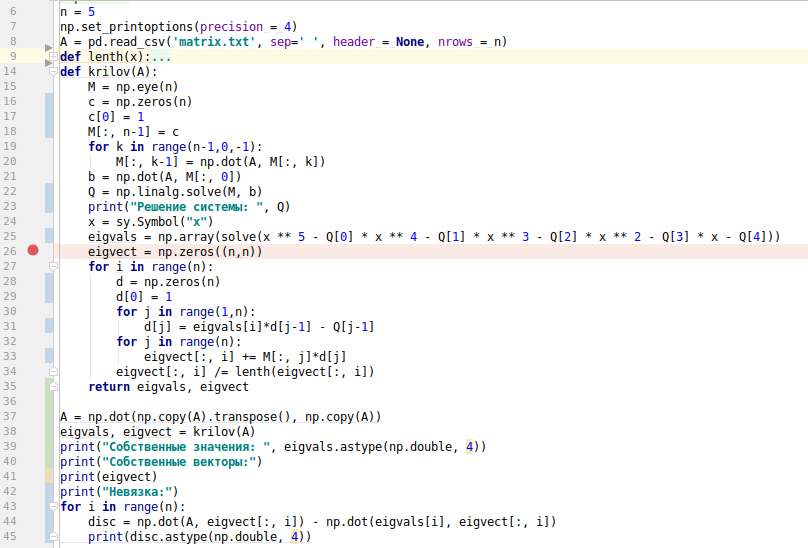 6 n = 5
7 np.set_printoptions(precision = 4)
8 A = pd.read_csv('matrix.txt', sep=' ', header = None, nrows = n)
9 def lenth(x):...
14 def krilov(A):
15     M = np.eye(n)
16     c = np.zeros(n)
17     c[0] = 1
18     M[:, n-1] = c
19     for k in range(n-1,0,-1):
20         M[:, k-1] = np.dot(A, M[:, k])
21     b = np.dot(A, M[:, 0])
22     Q = np.linalg.solve(M, b)
23     print("Решение системы: ", Q)
24     x = sy.Symbol("x")
25     eigvals = np.array(solve(x ** 5 - Q[0] * x ** 4 - Q[1] * x ** 3 - Q[2] * x ** 2 - Q[3] * x - Q[4]))
26     eigvect = np.zeros((n,n))
27     for i in range(n):
28         d = np.zeros(n)
29         d[0] = 1
30         for j in range(1,n):
31             d[j] = eigvals[i]*d[j-1] - Q[j-1]
32         for j in range(n):
33             eigvect[:, i] += M[:, j]*d[j]
34         eigvect[:, i] /= lenth(eigvect[:, i])
35     return eigvals, eigvect
36
37 A = np.dot(np.copy(A).transpose(), np.copy(A))
38 eigvals, eigvect = krilov(A)
39 print("Собственные значения: ", eigvals.astype(np.double, 4))
40 print("Собственные векторы:")
41 print(eigvect)
42 print("Невязка:")
43 for i in range(n):
44     disc = np.dot(A, eigvect[:, i]) - np.dot(eigvals[i], eigvect[:, i])
45     print(disc.astype(np.double, 4))